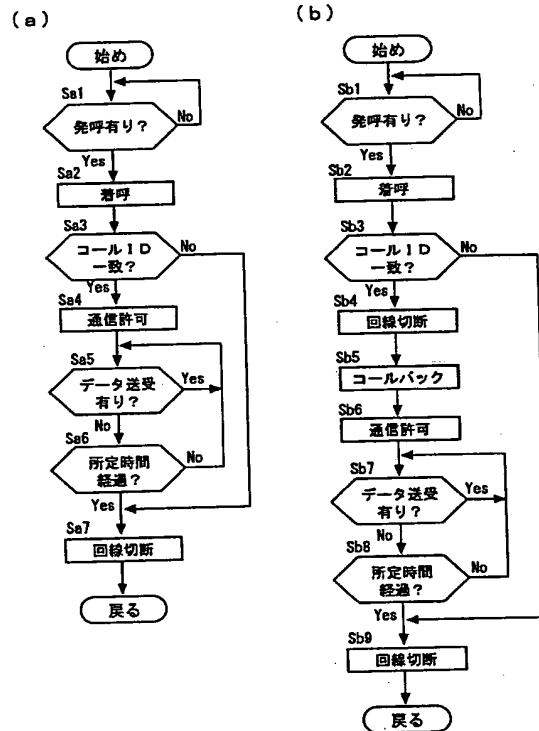 (a)
始め
Sa1
発呼有り？
No
Yes
Sa2
着呼
Sa3
コールID
一致？
No
Yes
Sa4
通信許可
Sa5
データ送受
有り？
Yes
No
Sa6
所定時間
経過？
No
Yes
Sa7
回線切断
戻る
(b)
始め
Sb1
発呼有り？
No
Yes
Sb2
着呼
Sb3
コールID
一致？
No
Yes
Sb4
回線切断
Sb5
コールバック
Sb6
通信許可
Sb7
データ送受
有り？
Yes
No
Sb8
所定時間
経過？
No
Yes
Sb9
回線切断
戻る